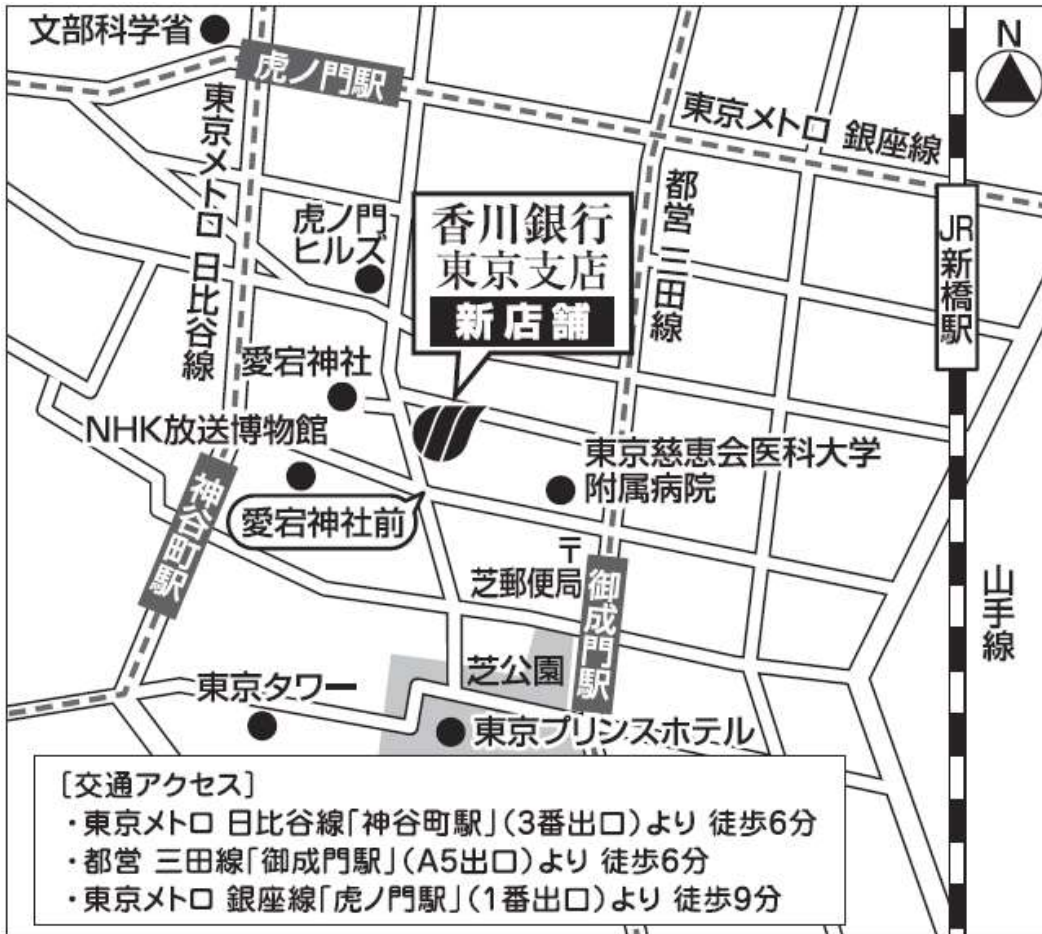 文部科学省
虎ノ門駅
N
東京メトロ 銀座線
東京メトロ 日比谷線
都営 三田線
虎ノ門
ヒルズ
香川銀行
東京支店
新店舗
JR新橋駅
愛宕神社
NHK放送博物館
東京慈恵会医科大学
附属病院
愛宕神社前
神谷町駅
〒
芝郵便局
御成門駅
山手線
芝公園
東京タワー
東京プリンスホテル
［交通アクセス］
・東京メトロ 日比谷線「神谷町駅」（3番出口）より 徒歩6分
・都営 三田線「御成門駅」（A5出口）より 徒歩6分
・東京メトロ 銀座線「虎ノ門駅」（1番出口）より 徒歩9分